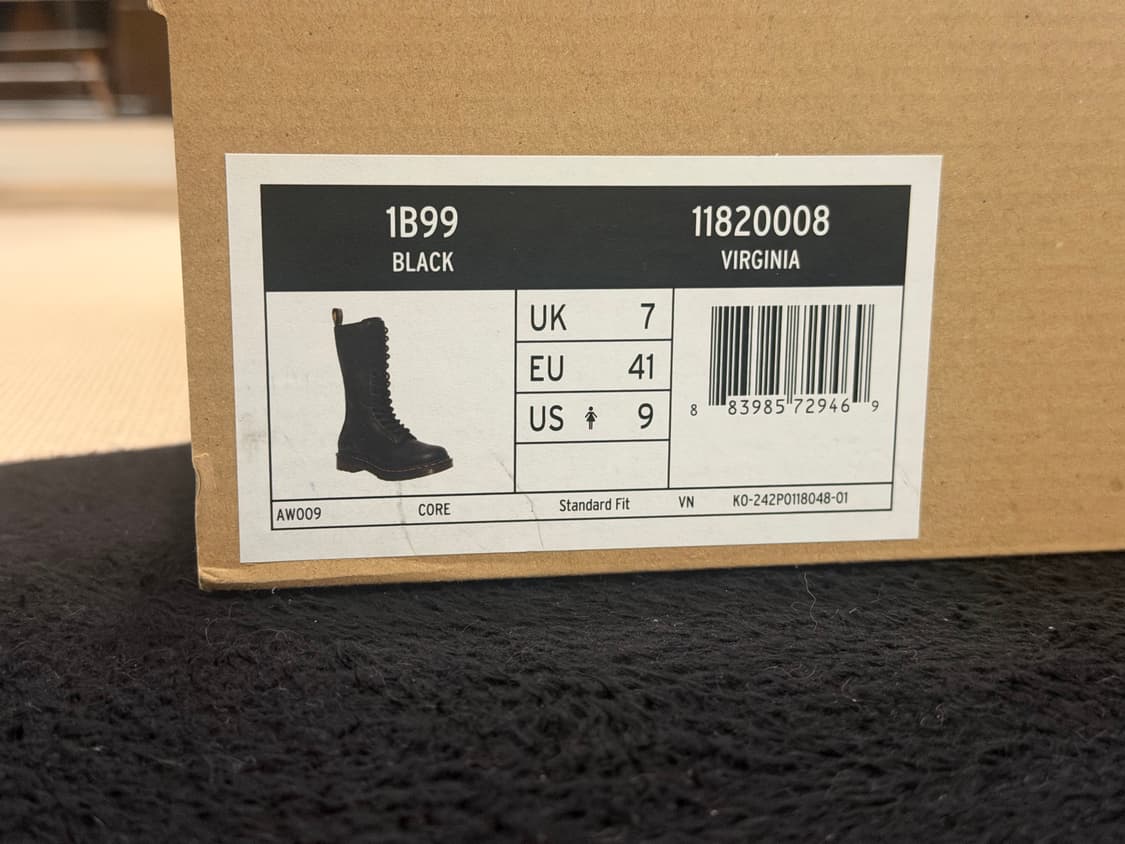 1B99
BLACK
11820008
VIRGINIA
UK 7
EU 41
US 9
8 83985 72946 9
AW009 CORE Standard Fit VN K0-242P0118048-01